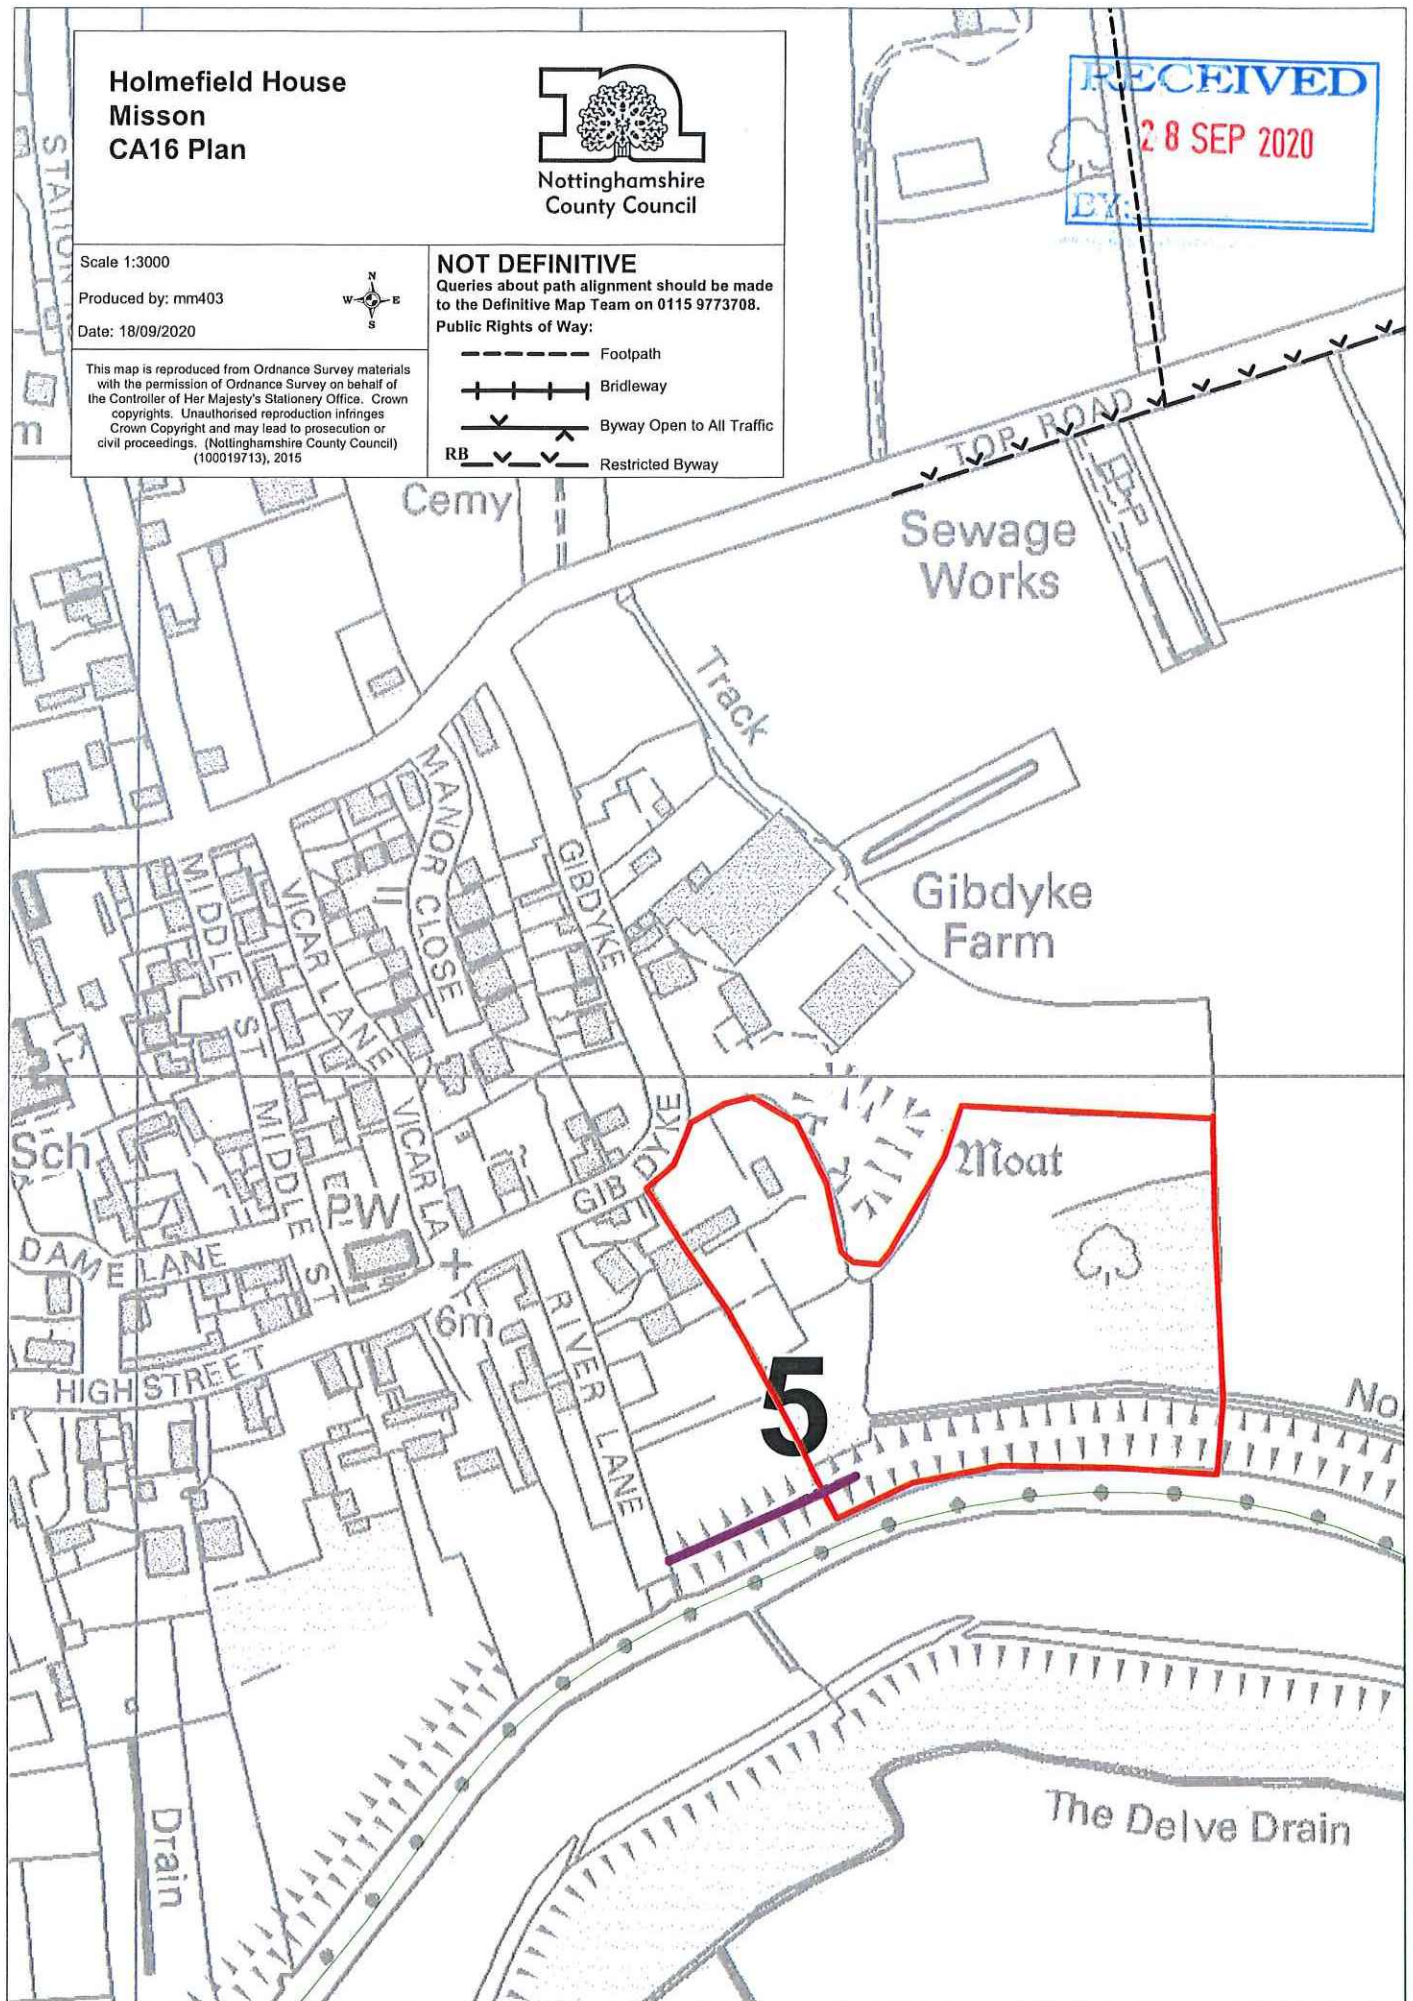 Holmefield House
Misson
CA16 Plan
Nottinghamshire
County Council
RECEIVED
28 SEP 2020
BY:
Scale 1:3000
Produced by: mm403
Date: 18/09/2020
N
W E
S
This map is reproduced from Ordnance Survey materials
with the permission of Ordnance Survey on behalf of
the Controller of Her Majesty's Stationery Office. Crown
copyrights. Unauthorised reproduction infringes
Crown Copyright and may lead to prosecution or
civil proceedings. (Nottinghamshire County Council)
(100019713), 2015
NOT DEFINITIVE
Queries about path alignment should be made
to the Definitive Map Team on 0115 9773708.
Public Rights of Way:
Footpath
Bridleway
Byway Open to All Traffic
RB
Restricted Byway
STATION
m
TOP ROAD
Cemy
Sewage
Works
Track
MANOR CLOSE
GIBDYKE
MIDDLE ST
VICAR LANE
Gibdyke
Farm
Sch
MIDDLE ST
VICAR LA
GIB DYKE
Moat
PW
DAME LANE
6m
RIVER LANE
HIGH STREET
5
No
The Delve Drain
Drain